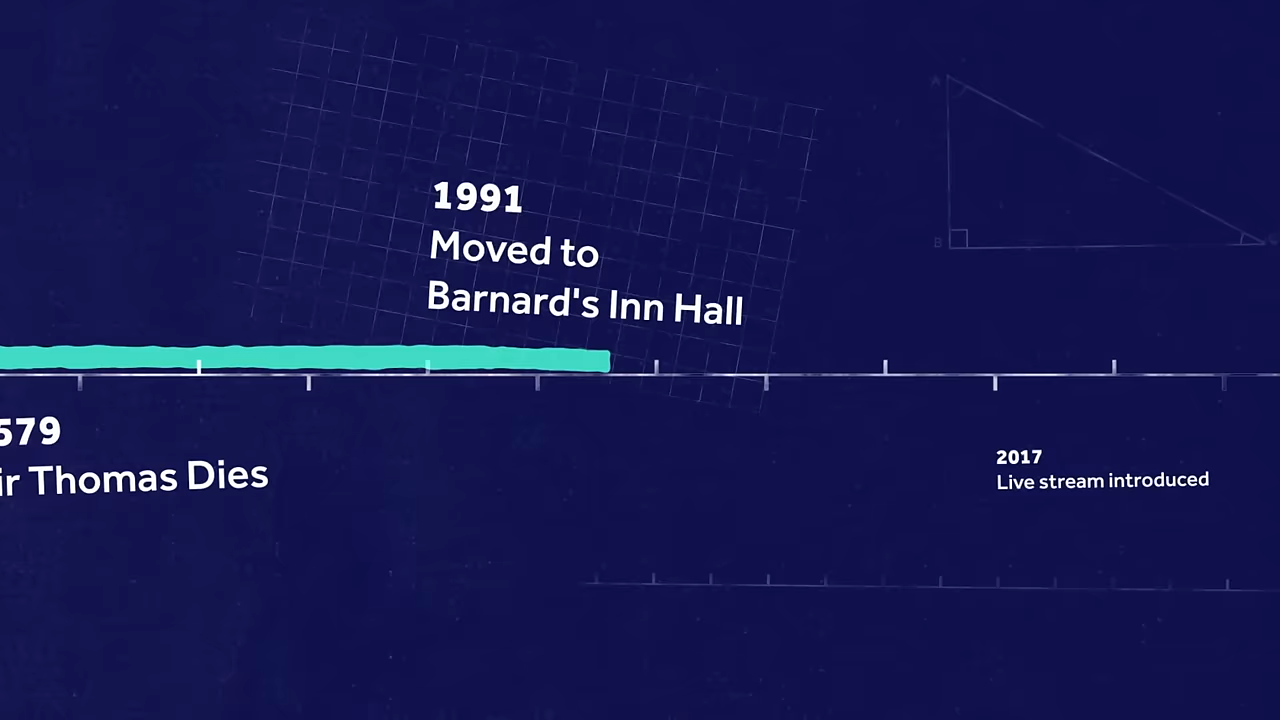 1991
Moved to
Barnard's Inn Hall
579
ir Thomas Dies
2017
Live stream introduced
A
B